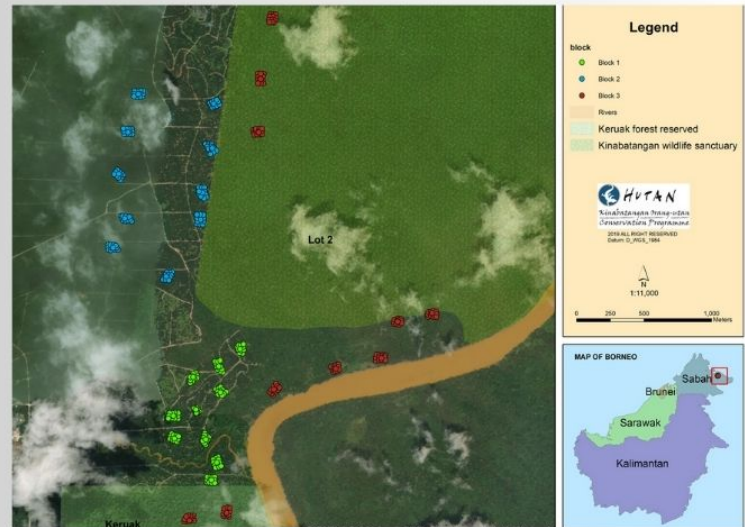 Lot 2
Keruak
Legend
block
Block 1
Block 2
Block 3
Rivers
Keruak forest reserved
Kinabatangan wildlife sanctuary
HUTAN
Kinabatangan Orang-utan
Conservation Programme
2018 ALL RIGHT RESERVED
Datum: D_WGS_1984
N
1:11,000
0 250 500 1,000
Meters
MAP OF BORNEO
Sabah
Brunei
Sarawak
Kalimantan